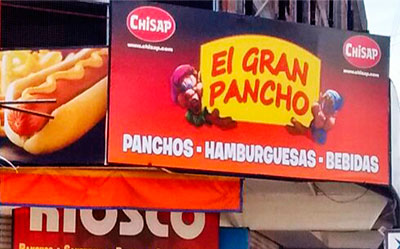 CHISAP
www.chisap.com
CHISAP
www.chisap.com
El GRAN
PANCHO
PANCHOS - HAMBURGUESAS - BEBIDAS
KIOSCO